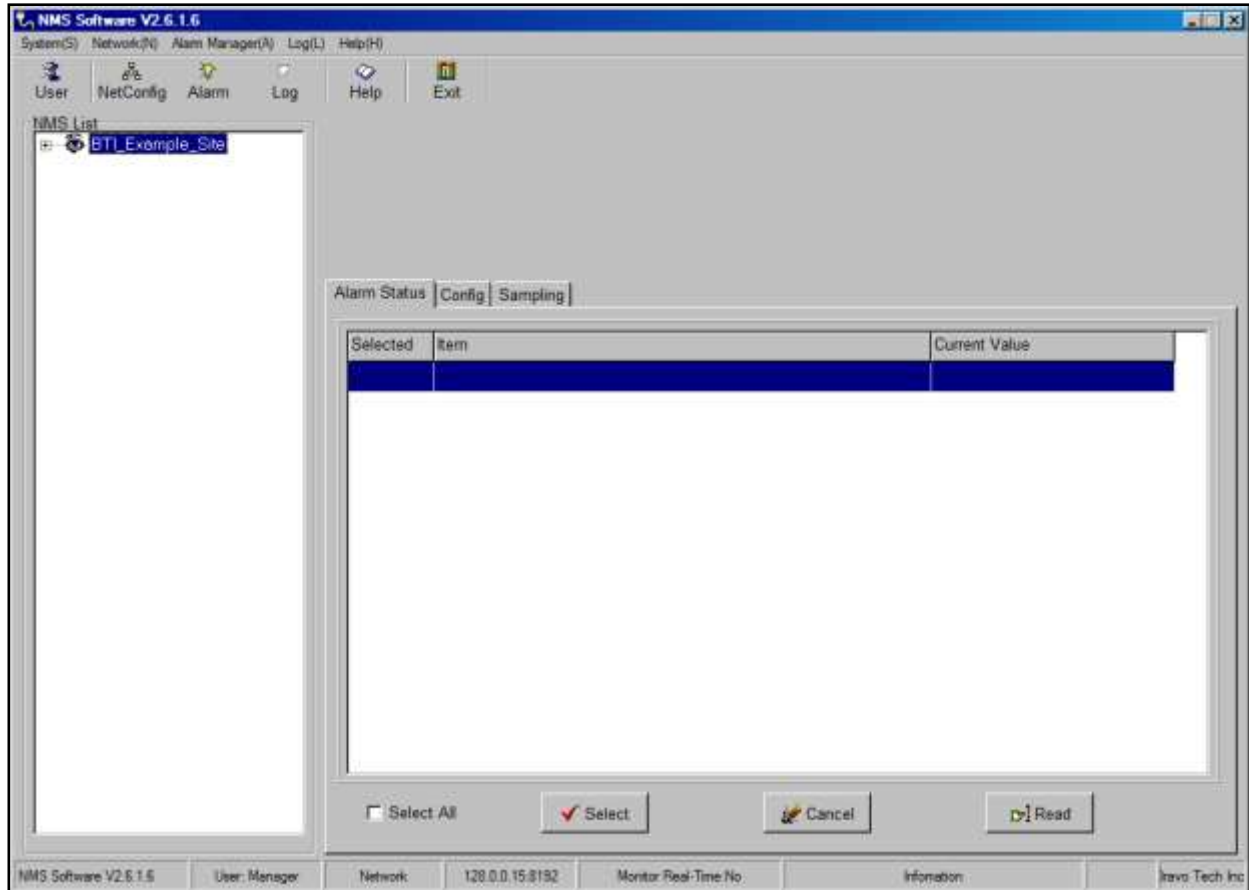 NMS Software V2.6.1.6
System(S) Network(N) Alarm Manager(A) Log(L) Help(H)
User NetConfig Alarm Log Help Exit
NMS List
BTI_Example_Site
Alarm Status Config Sampling
Selected Item Current Value
Select All Select Cancel Read
NMS Software V2.6.1.6 User: Manager Network 128.0.0.15:8192 Monitor Real-Time:No Infomation Tech Inc